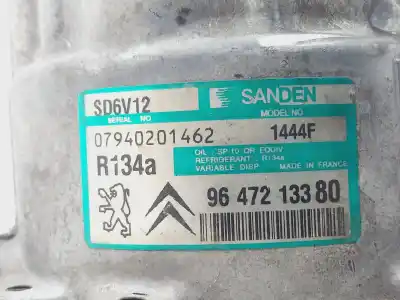 SD6V12 SANDEN
SERIAL NO MODEL NO
07940201462 1444F
OIL : SP 10 OR EQUIV
R134a REFRIGERANT : R134a
VARIABLE DISP MADE IN FRANCE
96 472 133 80